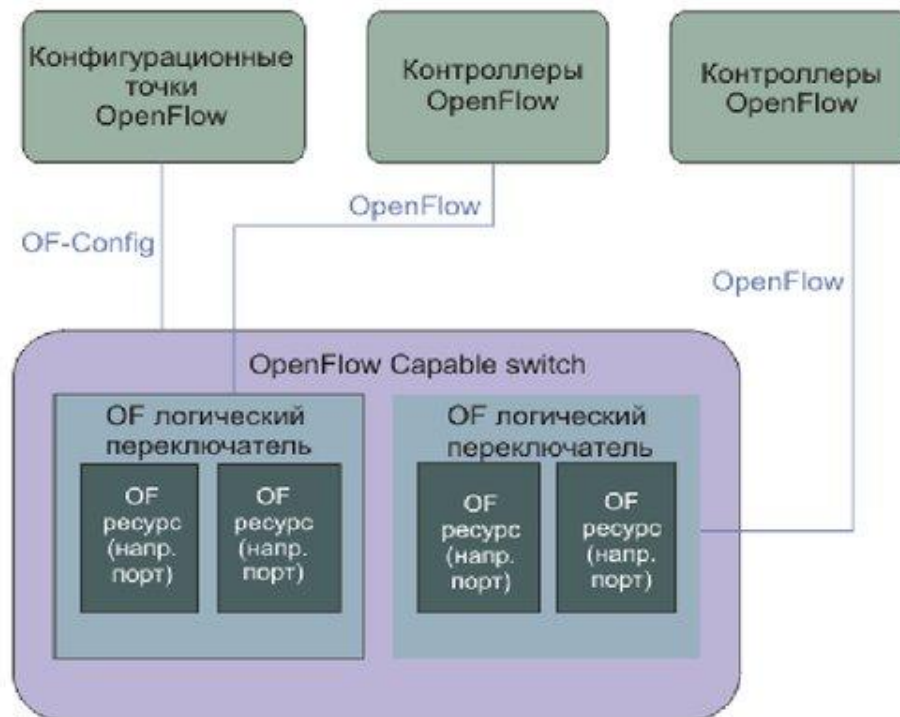 Конфигурационные
точки
OpenFlow
Контроллеры
OpenFlow
Контроллеры
OpenFlow
OpenFlow
OF-Config
OpenFlow
OpenFlow Capable switch
OF логический
переключатель
OF
ресурс
(напр.
порт)
OF
ресурс
(напр.
порт)
OF логический
переключатель
OF
ресурс
(напр.
порт)
OF
ресурс
(напр.
порт)